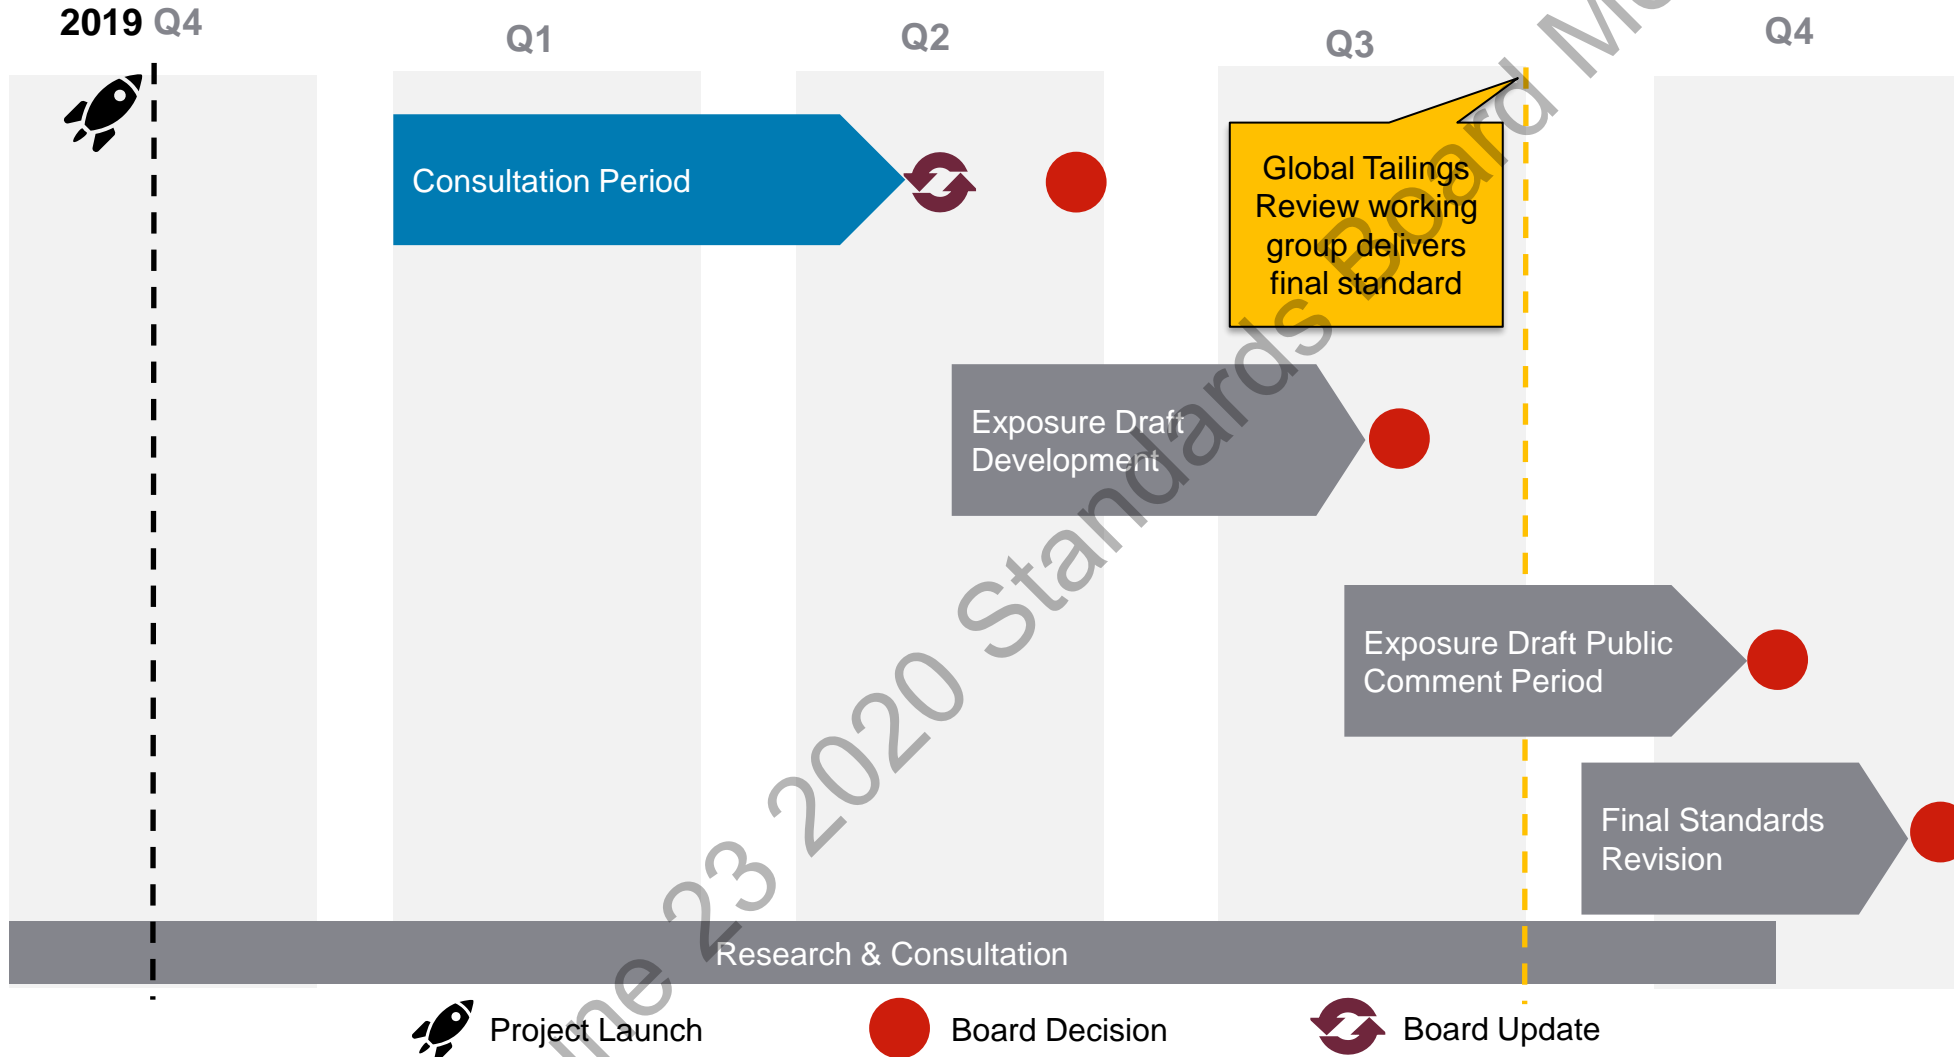 2019 Q4
Q1
Q2
Q3
Q4
Consultation Period
Global Tailings
Review working
group delivers
final standard
Exposure Draft
Development
Exposure Draft Public
Comment Period
Final Standards
Revision
Research & Consultation
Project Launch
Board Decision
Board Update
23 2020 Standards Board